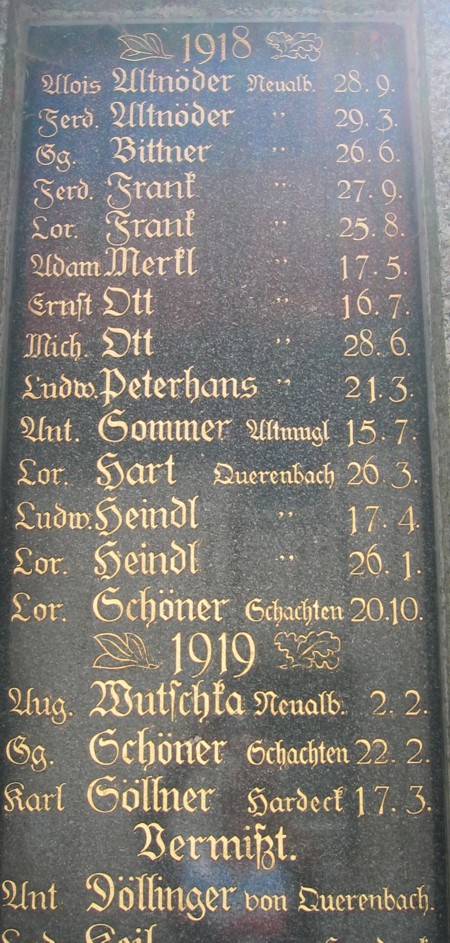 1918
Alois Altnöder Neualb. 28. 9.
Ferd. Altnöder " 29. 3.
Gg. Bittner " 26. 6.
Ferd. Frank " 27. 9.
Lor. Frank " 25. 8.
Adam Merkl " 17. 5.
Ernst Ott " 16. 7.
Mich. Ott " 28. 6.
Ludw. Peterhans " 21. 3.
Ant. Sommer Altmugl 15. 7.
Lor. Hart Querenbach 26. 3.
Ludw. Heindl " 17. 4.
Lor. Heindl " 26. 1.
Lor. Schöner Schachten 20.10.
1919
Aug. Wutschka Neualb. 2. 2.
Gg. Schöner Schachten 22. 2.
Karl Söllner Hardeck 17. 3.
Vermißt.
Ant Döllinger von Querenbach.
Keil